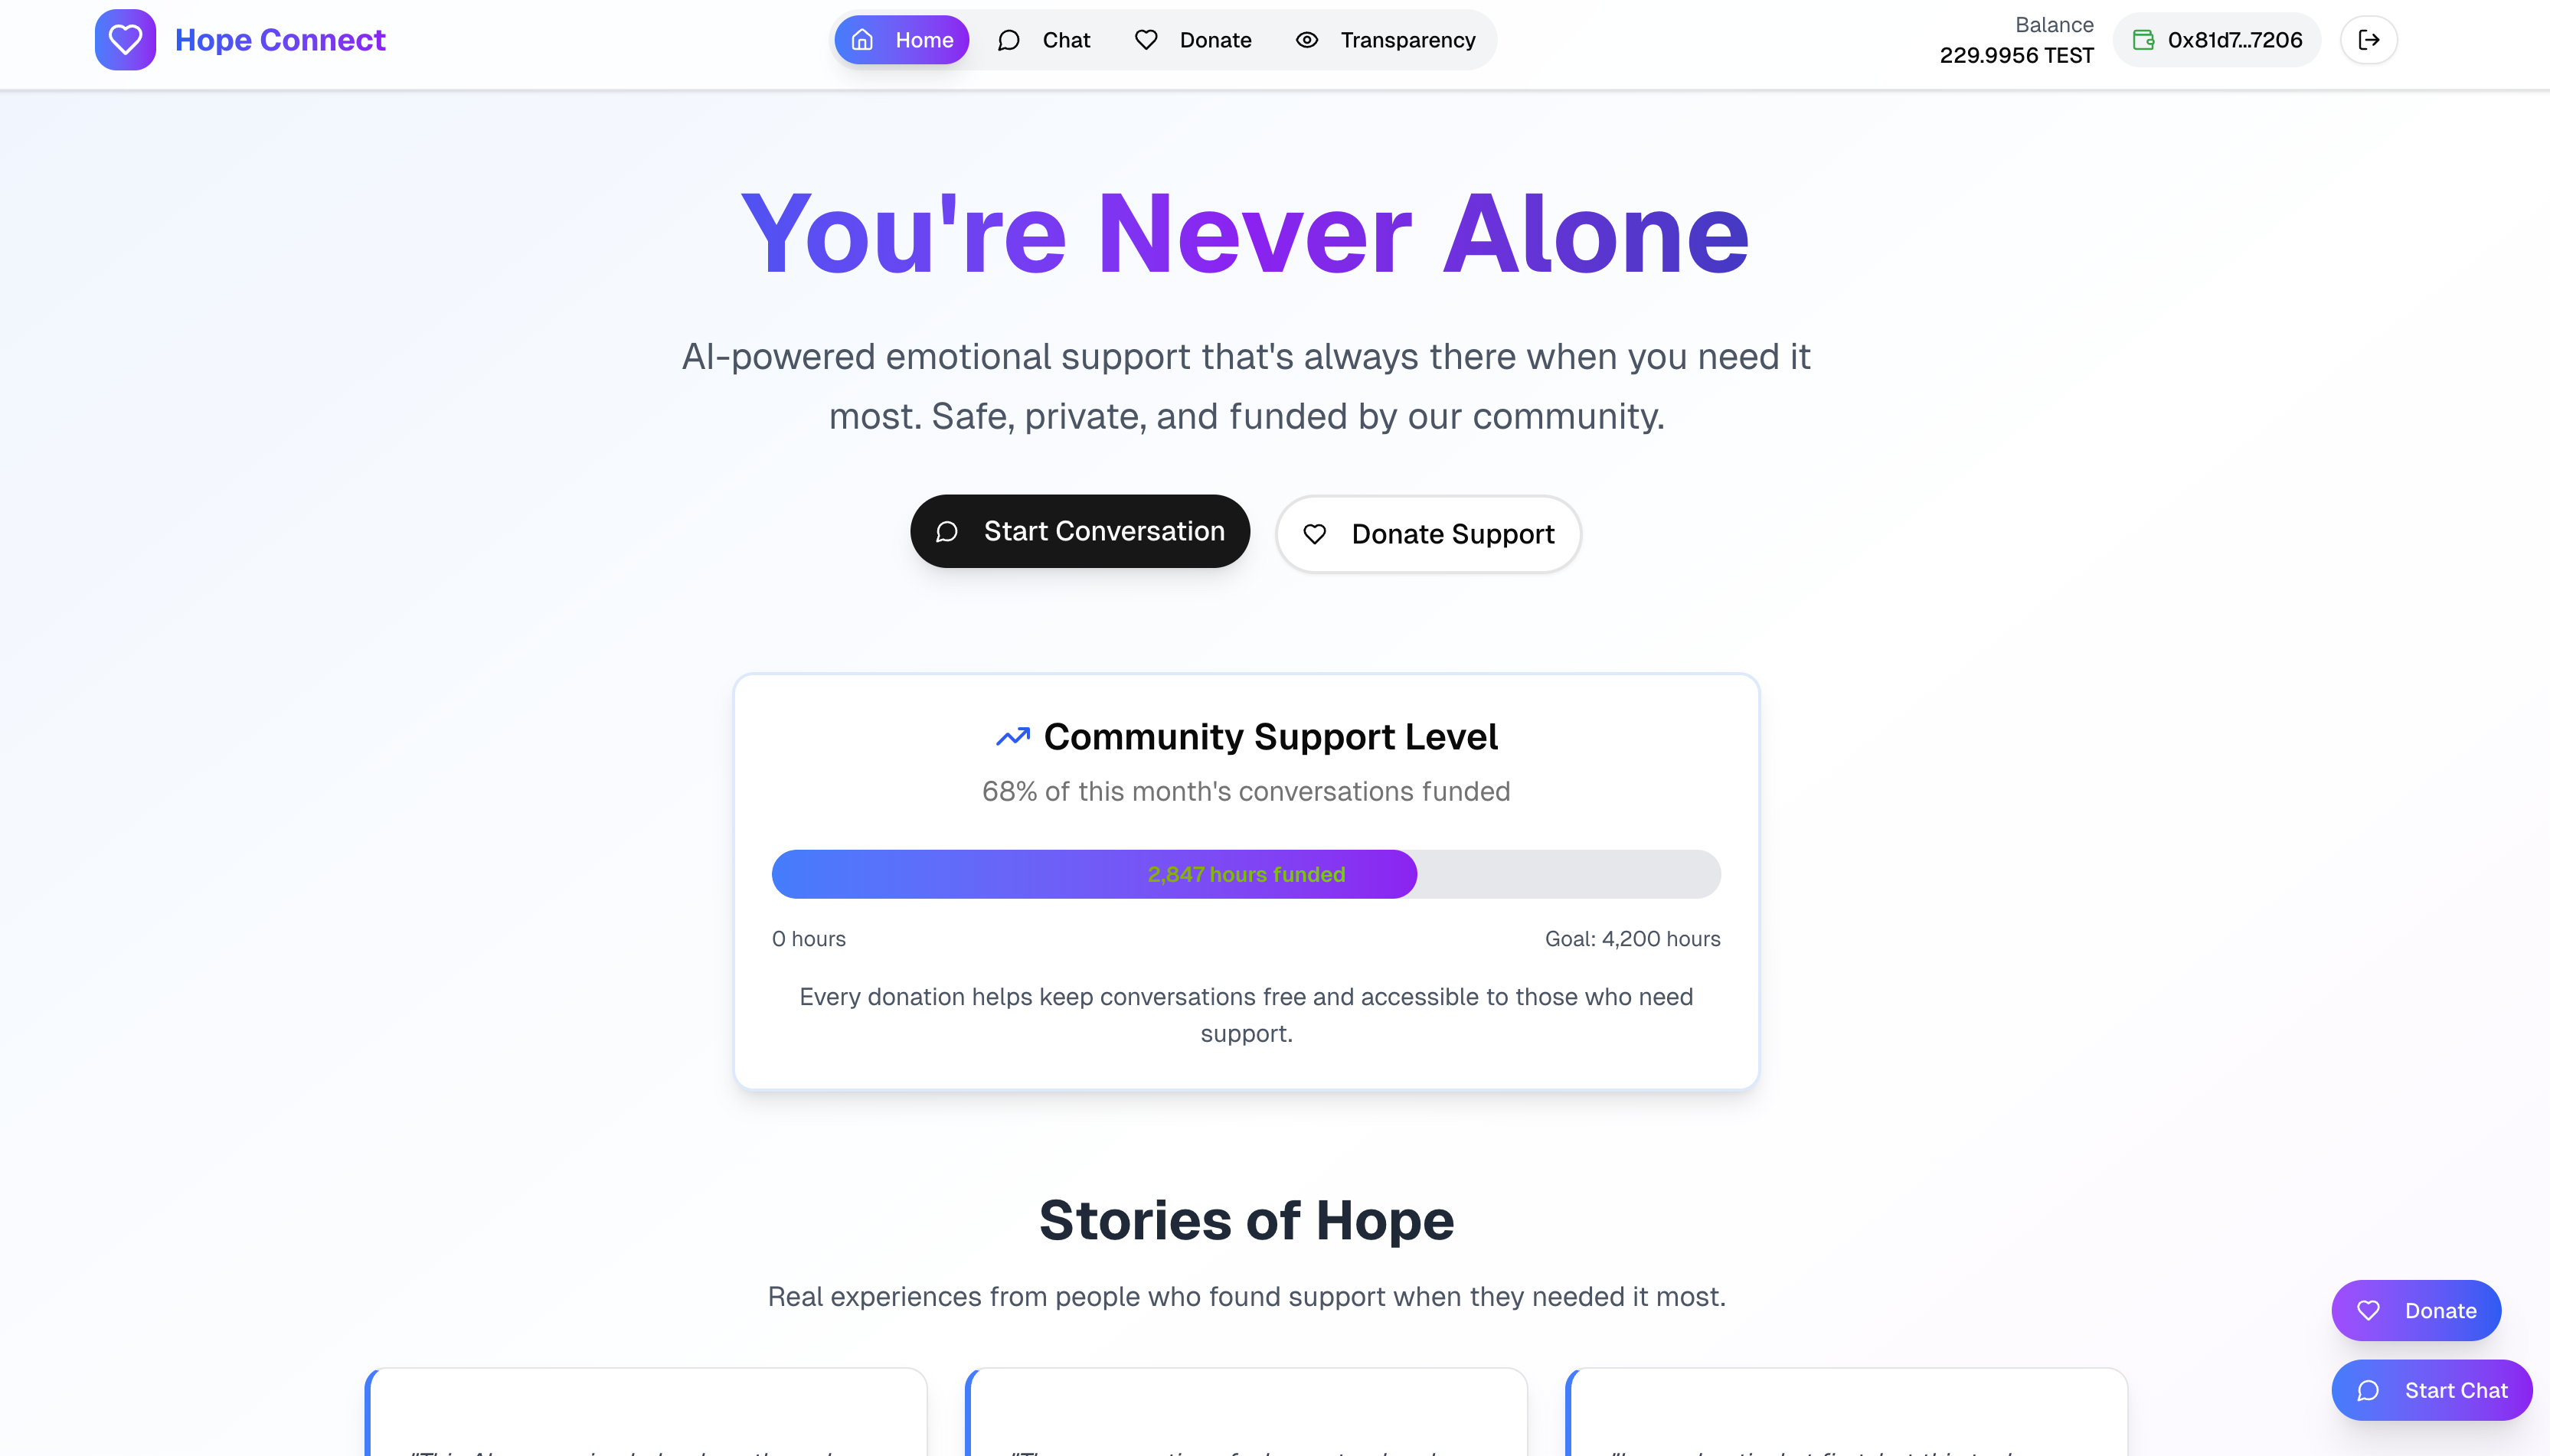 Hope Connect
Home
Chat
Donate
Transparency
Balance
229.9956 TEST
0x81d7...7206
You're Never Alone
AI-powered emotional support that's always there when you need it
most. Safe, private, and funded by our community.
Start Conversation
Donate Support
Community Support Level
68% of this month's conversations funded
2,847 hours funded
0 hours
Goal: 4,200 hours
Every donation helps keep conversations free and accessible to those who need
support.
Stories of Hope
Real experiences from people who found support when they needed it most.
Donate
Start Chat